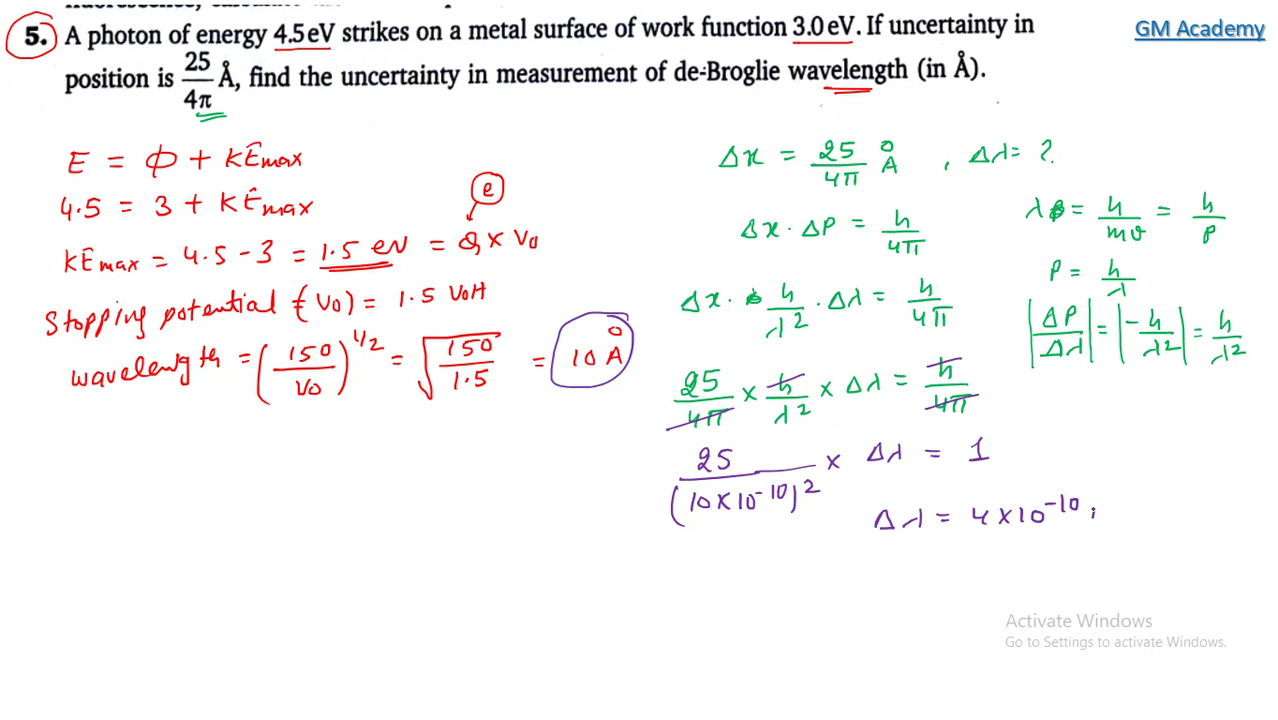 5. A photon of energy 4.5 eV strikes on a metal surface of work function 3.0 eV. If uncertainty in
position is 25/4π Å, find the uncertainty in measurement of de-Broglie wavelength (in Å).
GM Academy
E = ϕ + KEmax
4.5 = 3 + KEmax
e
KEmax = 4.5 - 3 = 1.5 eV = Q × V0
Stopping potential (V0) = 1.5 Volt
wavelength = (150/V0)^1/2 = √150/1.5 = 10 Å
Δx = 25/4π Å , Δλ = ?
Δx · ΔP = h/4π
Δx · h/λ² · Δλ = h/4π
25/4π × h/λ² × Δλ = h/4π
25/(10×10⁻¹⁰)² × Δλ = 1
Δλ = 4×10⁻¹⁰
λ = h/mv = h/P
P = h/λ
|ΔP/Δλ| = |-h/λ²| = h/λ²
Activate Windows
Go to Settings to activate Windows.